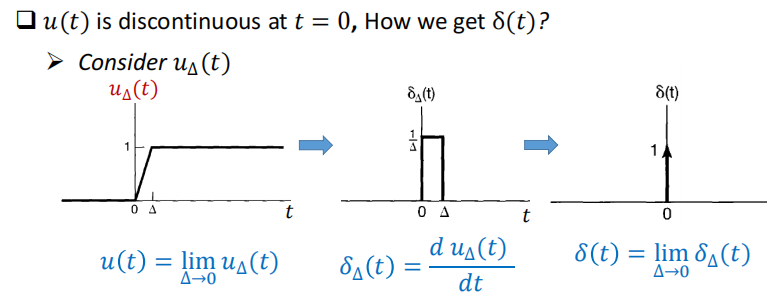 ❑ u(t) is discontinuous at t = 0, How we get δ(t)?
➢ Consider u_Δ(t)
u_Δ(t)
1
0 Δ
t
δ_Δ(t)
1/Δ
0 Δ
t
δ(t)
1
0
u(t) = lim_{Δ→0} u_Δ(t)
δ_Δ(t) = d u_Δ(t)/dt
δ(t) = lim_{Δ→0} δ_Δ(t)